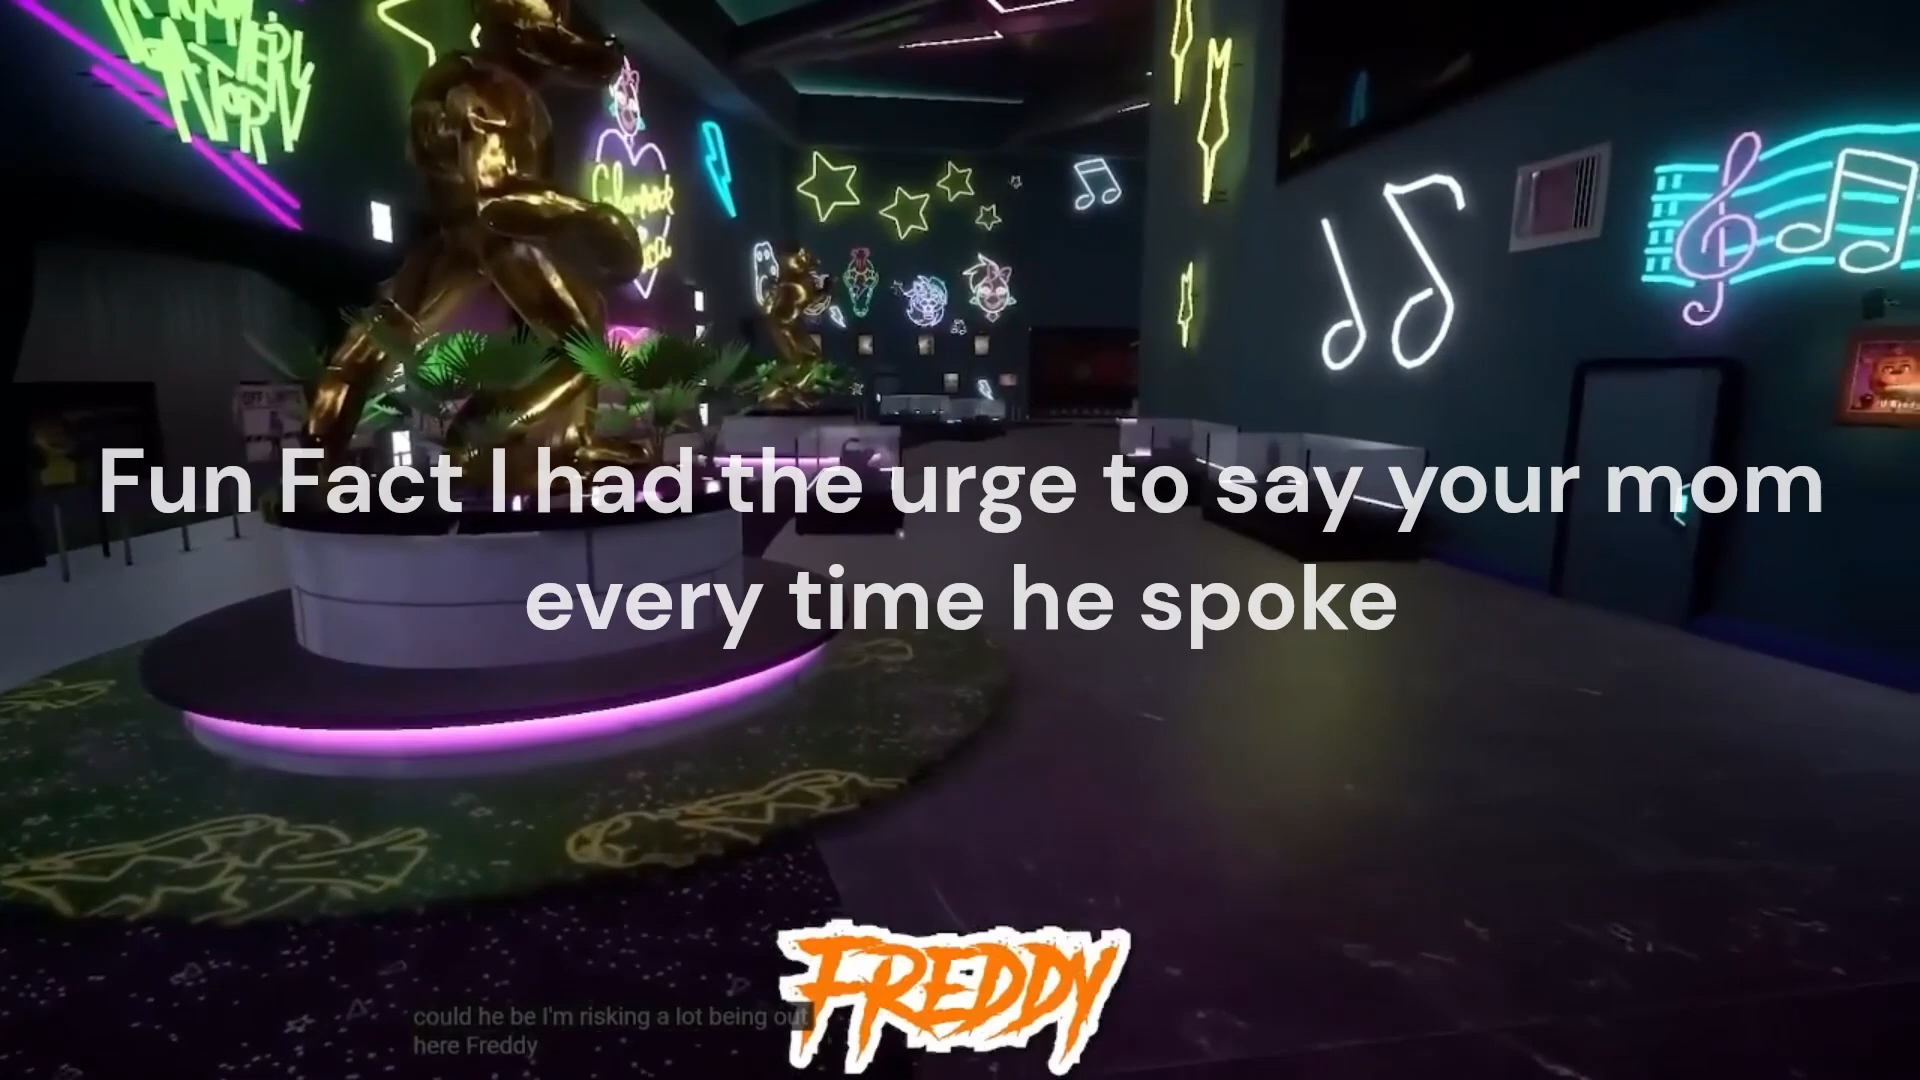 Glamrock
Fun Fact I had the urge to say your mom
every time he spoke
FREDDY
could he be I'm risking a lot being out
here Freddy